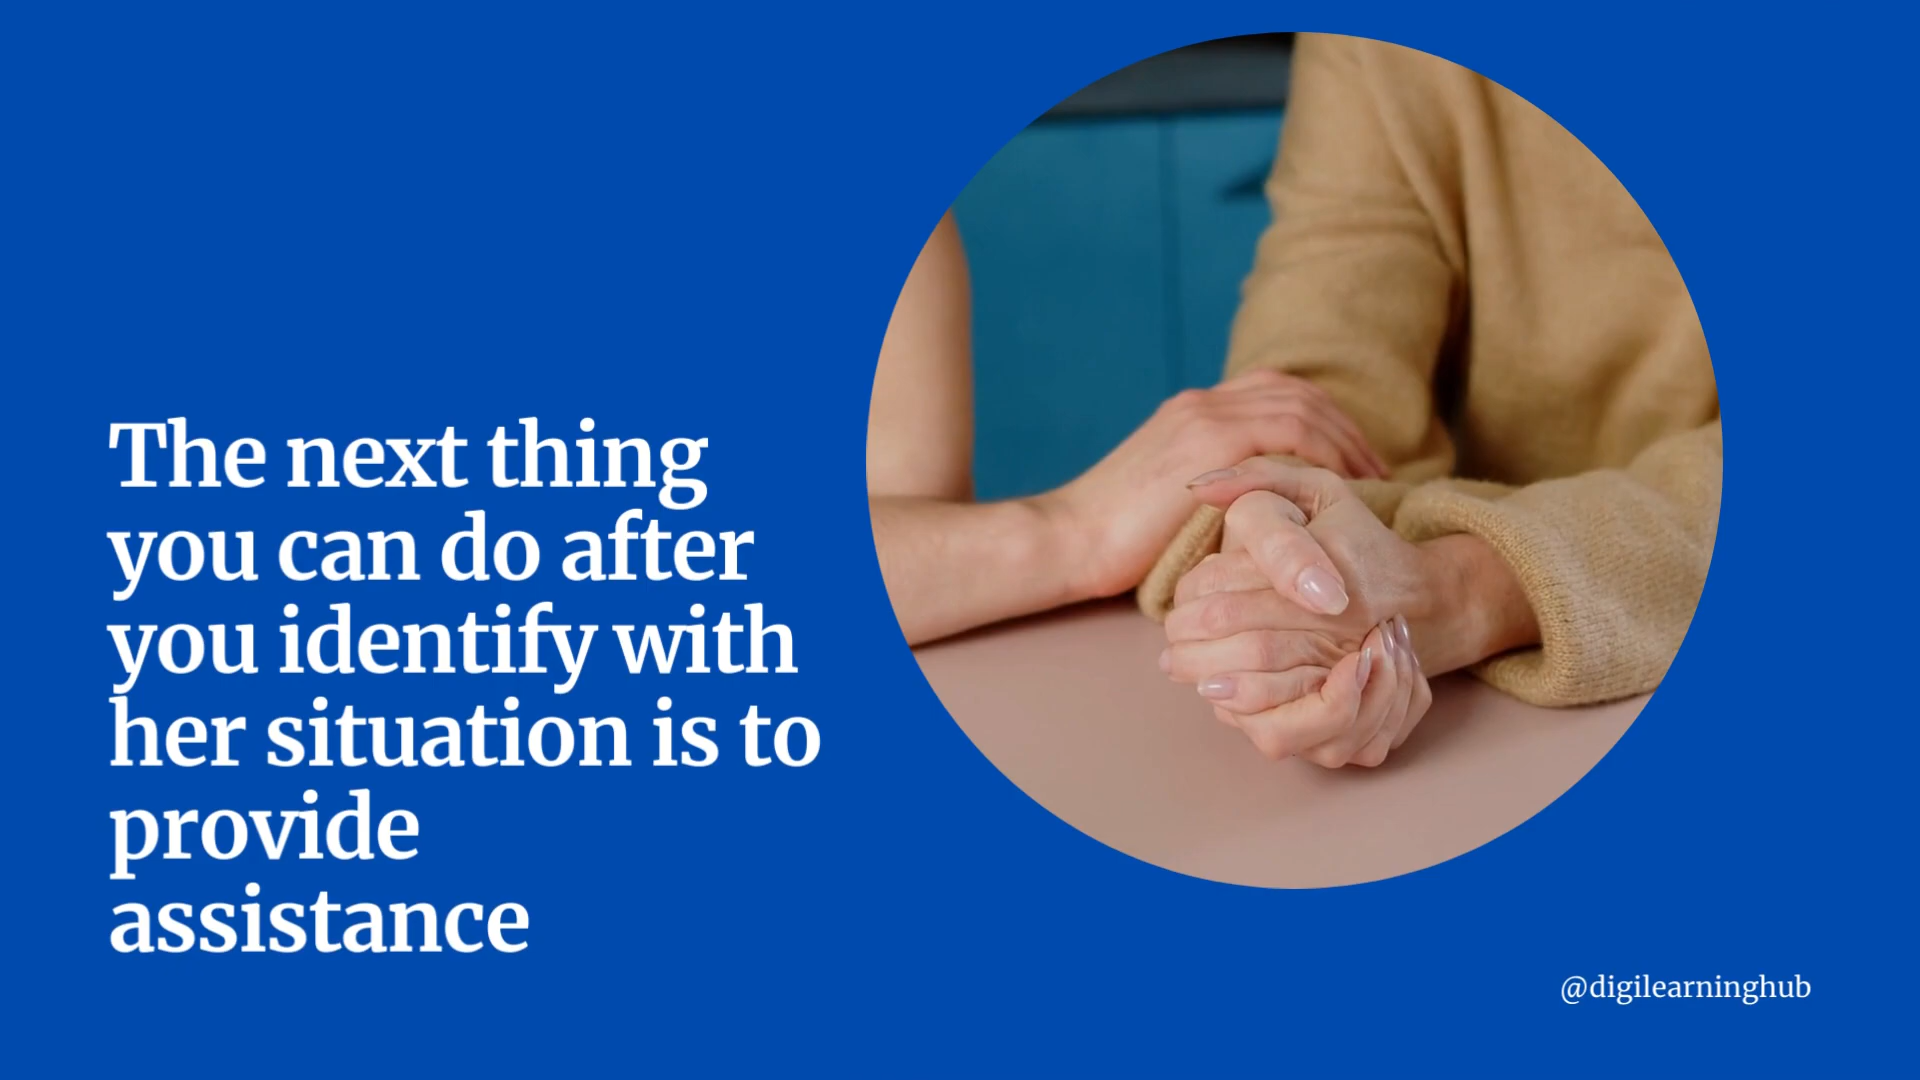 The next thing
you can do after
you identify with
her situation is to
provide
assistance
@digilearninghub